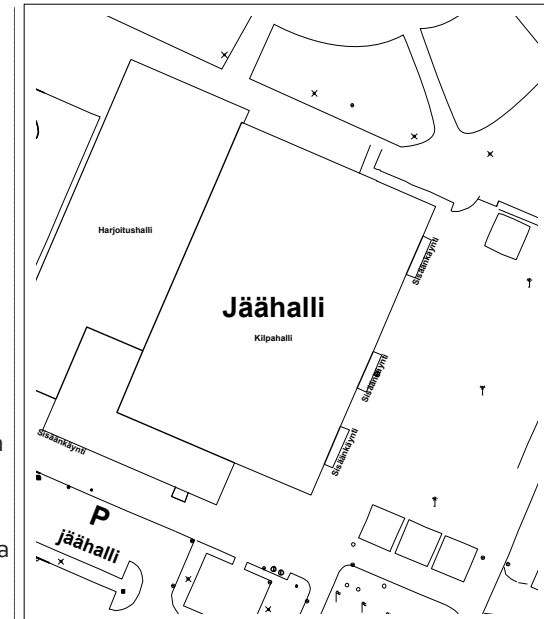 Harjoitushalli
Sisäänkäynti
Jäähalli
Kilpahalli
Sisäänkäynti
Sisäänkäynti
Sisäänkäynti
n
P
jäähalli
a